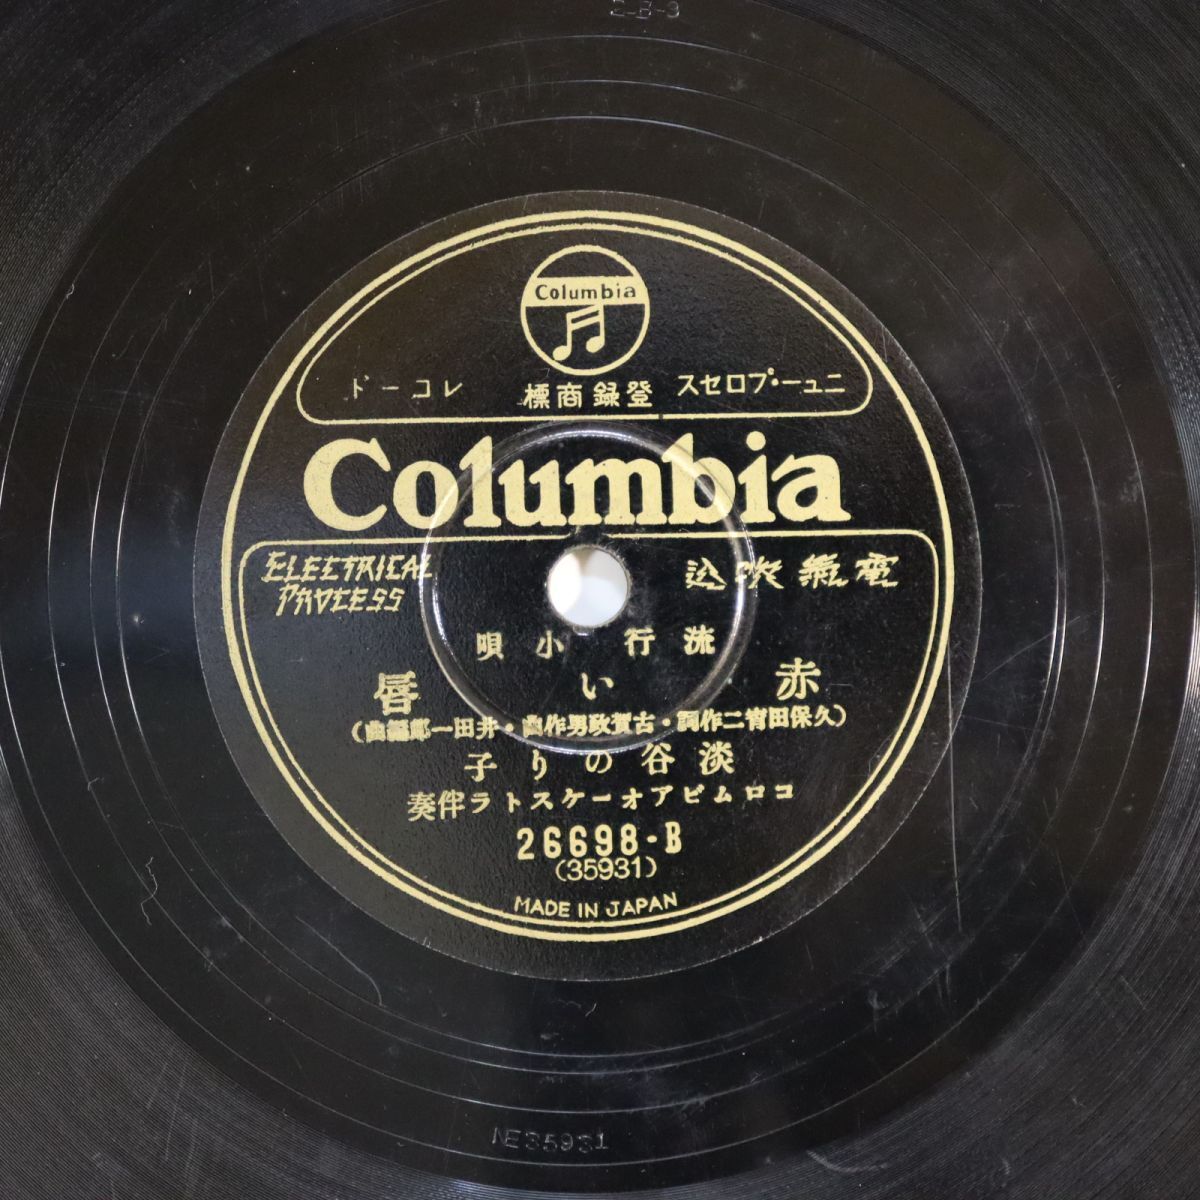 2-B-9
Columbia
ニュー・プロセス 登録商標 レコード
Columbia
ELECTRICAL
PROCESS
電氣吹込
流行小唄
赤い唇
(久保田宵二作詞・古賀政男作曲・井田一郎編曲)
淡谷のり子
コロムビアオーケストラ伴奏
26698-B
(35931)
MADE IN JAPAN
NE35931